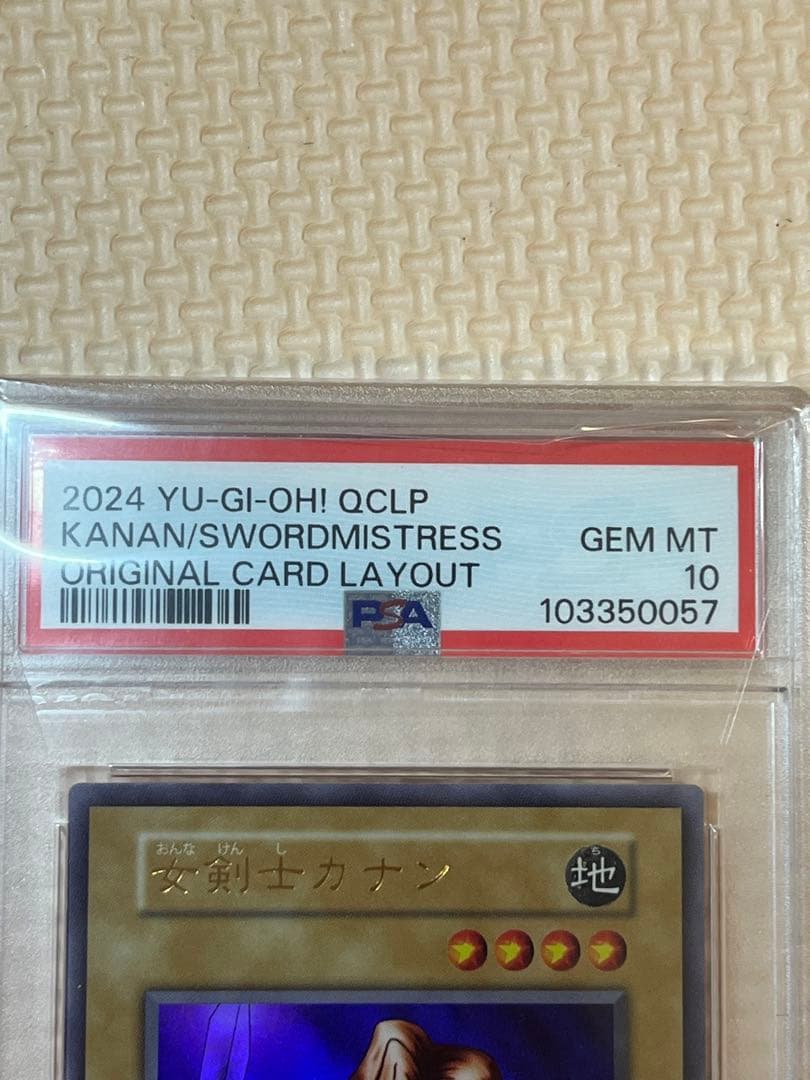 2024 YU-GI-OH! QCLP
KANAN/SWORDMISTRESS
GEM MT
ORIGINAL CARD LAYOUT
10
PSA
103350057
おんな けん し
女剣士カナン
ち
地